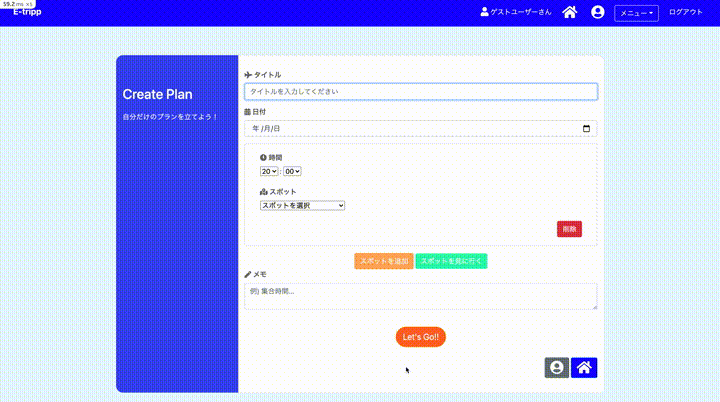 59.2 ms ×5
E-tripp
ゲストユーザーさん
メニュー
ログアウト
Create Plan
自分だけのプランを立てよう！
タイトル
タイトルを入力してください
日付
年 /月/日
時間
20 : 00
スポット
スポットを選択
削除
スポットを追加 スポットを見に行く
メモ
例) 集合時間...
Let's Go!!